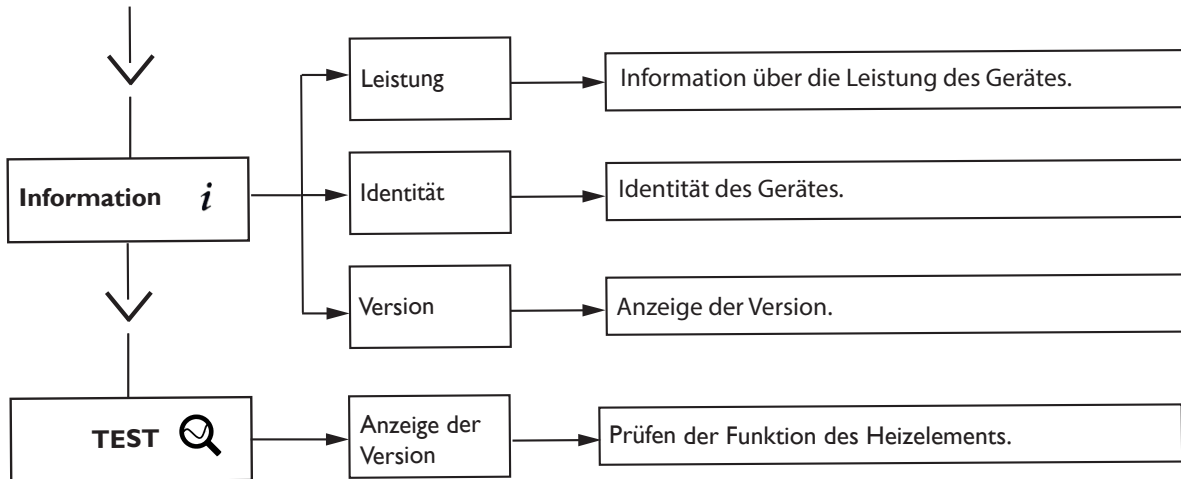 Leistung
Information über die Leistung des Gerätes.
Information i
Identität
Identität des Gerätes.
Version
Anzeige der Version.
TEST
Anzeige der
Version
Prüfen der Funktion des Heizelements.